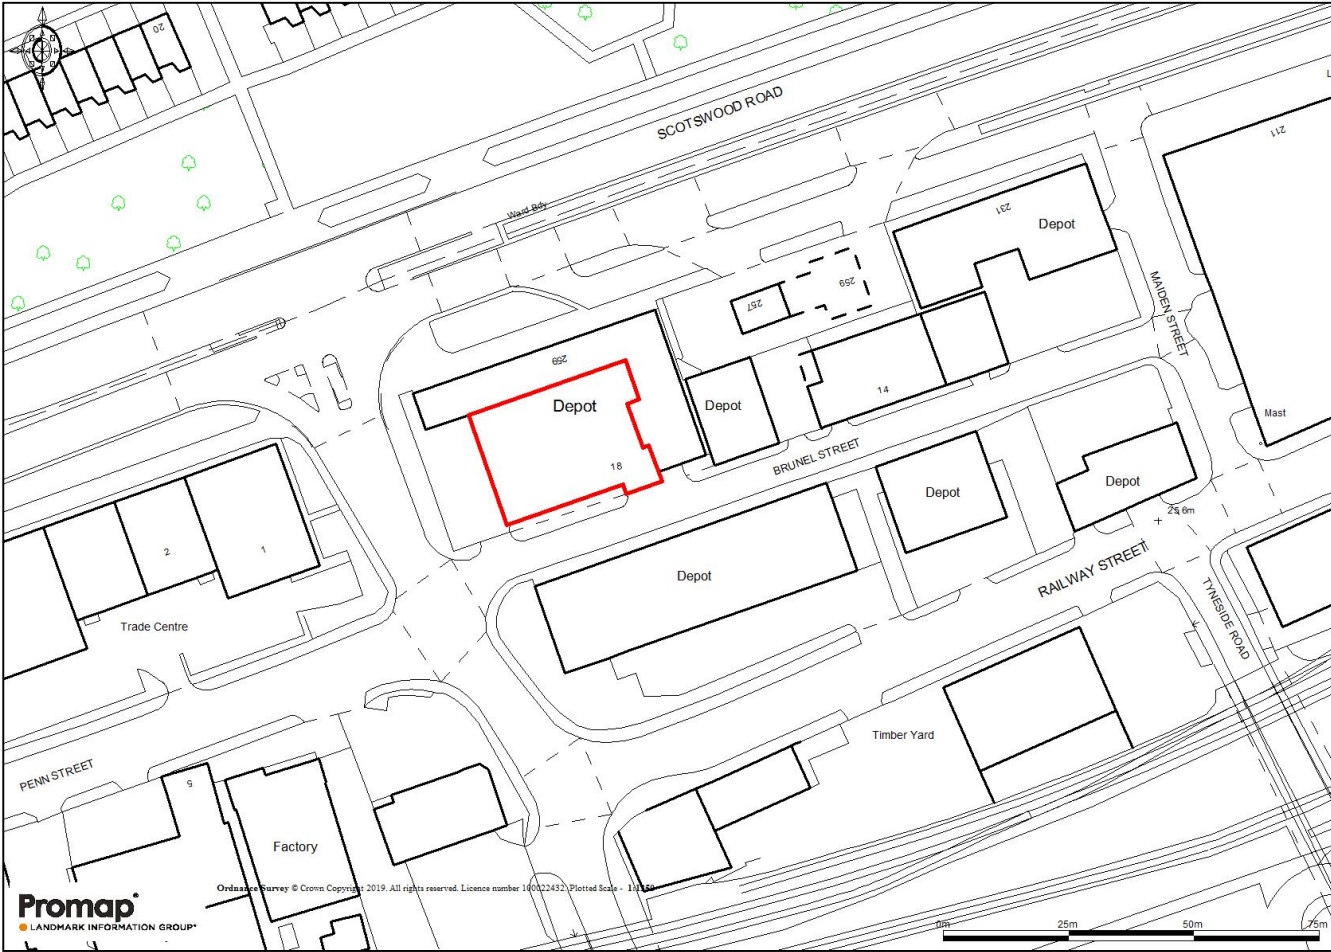 20
SCOTSWOOD ROAD
211
Ward Bdy
231
Depot
MAIDEN STREET
257
259
259
Depot
Depot
14
Mast
18
BRUNEL STREET
Depot
Depot
25.6m
2
1
Depot
RAILWAY STREET
TYNESIDE ROAD
Trade Centre
Timber Yard
PENN STREET
5
Factory
Ordnance Survey © Crown Copyright 2019. All rights reserved. Licence number 100022432. Plotted Scale - 1:1250
Promap
LANDMARK INFORMATION GROUP
0m 25m 50m 75m